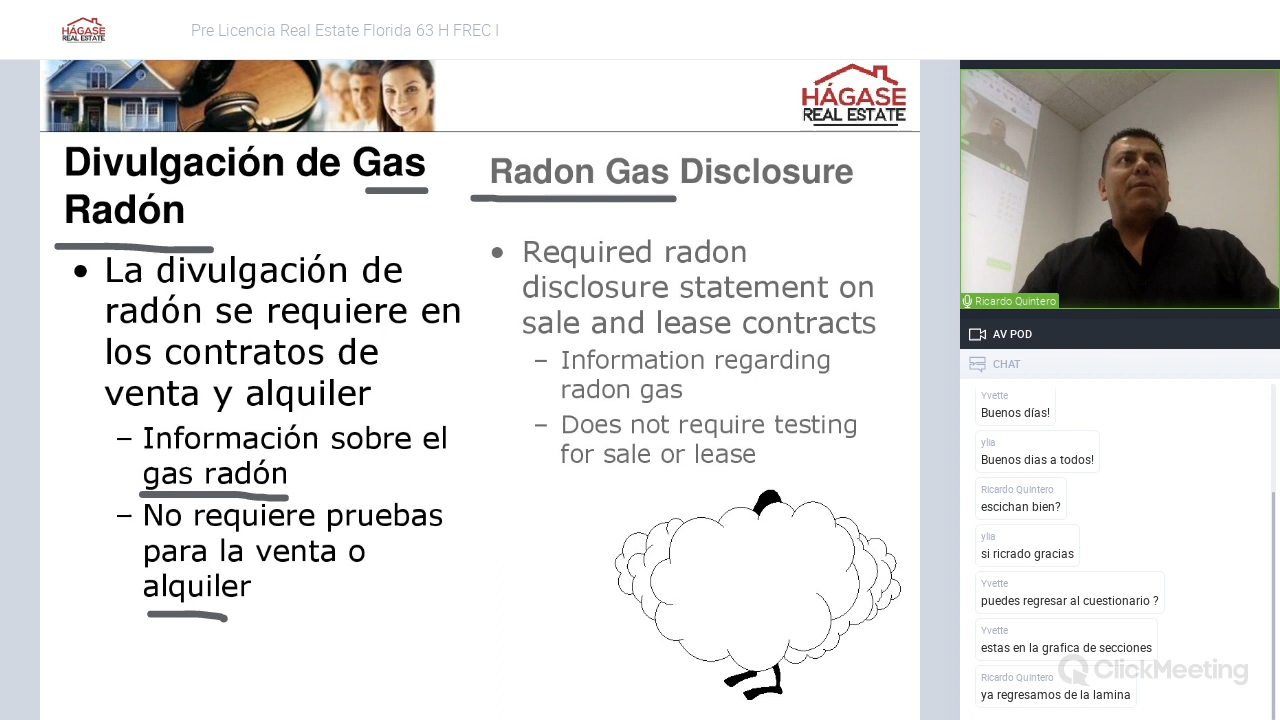 HÁGASE
REAL ESTATE
Pre Licencia Real Estate Florida 63 H FREC I
HÁGASE
REAL ESTATE
Divulgación de Gas
Radón
La divulgación de
radón se requiere en
los contratos de
venta y alquiler
– Información sobre el
gas radón
– No requiere pruebas
para la venta o
alquiler
Radon Gas Disclosure
• Required radon
disclosure statement on
sale and lease contracts
– Information regarding
radon gas
– Does not require testing
for sale or lease
Ricardo Quintero
AV POD
CHAT
Yvette
Buenos días!
ylia
Buenos dias a todos!
Ricardo Quintero
escichan bien?
ylia
si ricrado gracias
Yvette
puedes regresar al cuestionario ?
Yvette
estas en la grafica de secciones
Ricardo Quintero
ya regresamos de la lamina
ClickMeeting